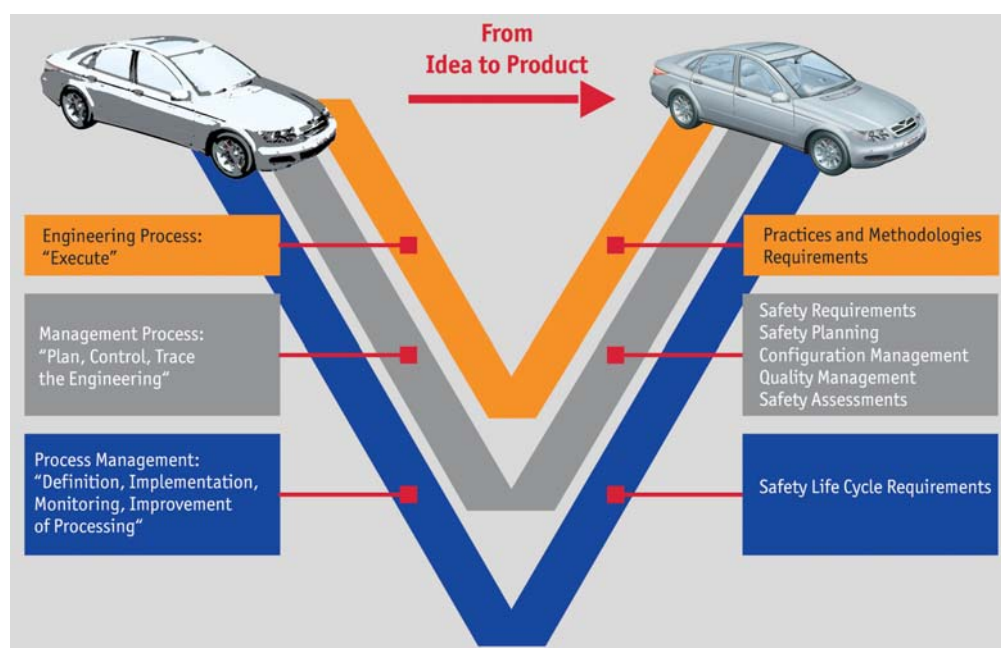 From
Idea to Product
Engineering Process:
“Execute”
Practices and Methodologies
Requirements
Management Process:
“Plan, Control, Trace
the Engineering“
Safety Requirements
Safety Planning
Configuration Management
Quality Management
Safety Assessments
Process Management:
“Definition, Implementation,
Monitoring, Improvement
of Processing“
Safety Life Cycle Requirements